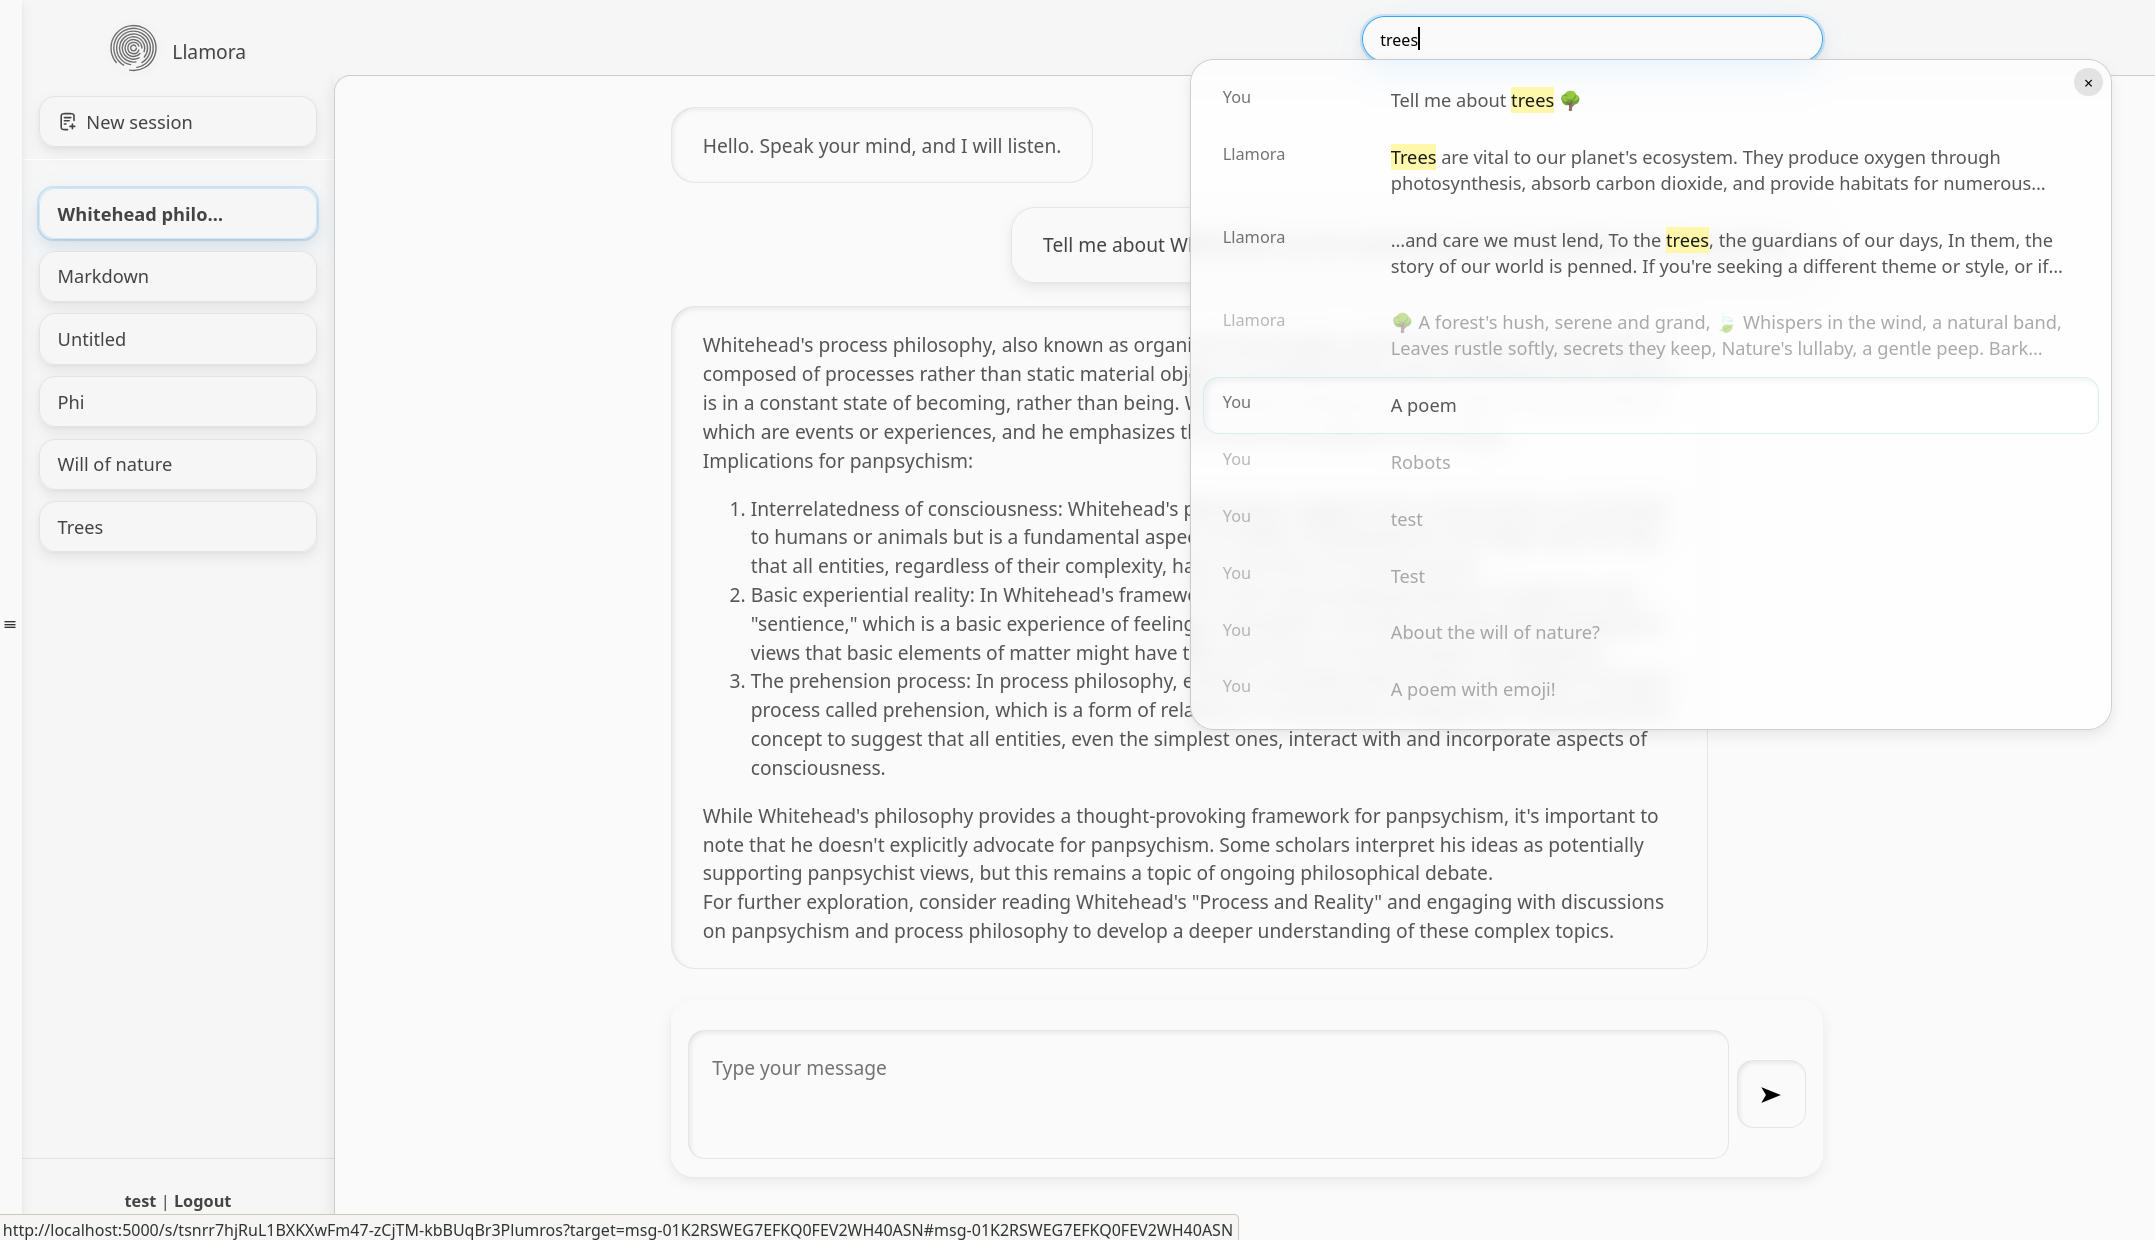 Llamora
New session
Whitehead philo...
Markdown
Untitled
Phi
Will of nature
Trees
test | Logout
trees
×
You
Tell me about trees 🌳
Llamora
Trees are vital to our planet's ecosystem. They produce oxygen through
photosynthesis, absorb carbon dioxide, and provide habitats for numerous...
Llamora
...and care we must lend, To the trees, the guardians of our days, In them, the
story of our world is penned. If you're seeking a different theme or style, or if...
Llamora
🌳 A forest's hush, serene and grand, 🍃 Whispers in the wind, a natural band,
Leaves rustle softly, secrets they keep, Nature's lullaby, a gentle peep. Bark...
You
A poem
You
Robots
You
test
You
Test
You
About the will of nature?
You
A poem with emoji!
Hello. Speak your mind, and I will listen.
Tell me about
Whitehead's process philosophy, also known as
composed of processes rather than static material
is in a constant state of becoming, rather than being.
which are events or experiences, and he emphasizes
Implications for panpsychism:
1. Interrelatedness of consciousness: Whitehead's
to humans or animals but is a fundamental
that all entities, regardless of their complexity,
2. Basic experiential reality: In Whitehead's
"sentience," which is a basic experience of feeling
views that basic elements of matter might have
3. The prehension process: In process philosophy,
process called prehension, which is a form of
concept to suggest that all entities, even the simplest ones, interact with and incorporate aspects of
consciousness.
While Whitehead's philosophy provides a thought-provoking framework for panpsychism, it's important to
note that he doesn't explicitly advocate for panpsychism. Some scholars interpret his ideas as potentially
supporting panpsychist views, but this remains a topic of ongoing philosophical debate.
For further exploration, consider reading Whitehead's "Process and Reality" and engaging with discussions
on panpsychism and process philosophy to develop a deeper understanding of these complex topics.
Type your message
http://localhost:5000/s/tsnrr7hjRuL1BXKXwFm47-zCjTM-kbBUqBr3Plumros?target=msg-01K2RSWEG7EFKQ0FEV2WH40ASN#msg-01K2RSWEG7EFKQ0FEV2WH40ASN